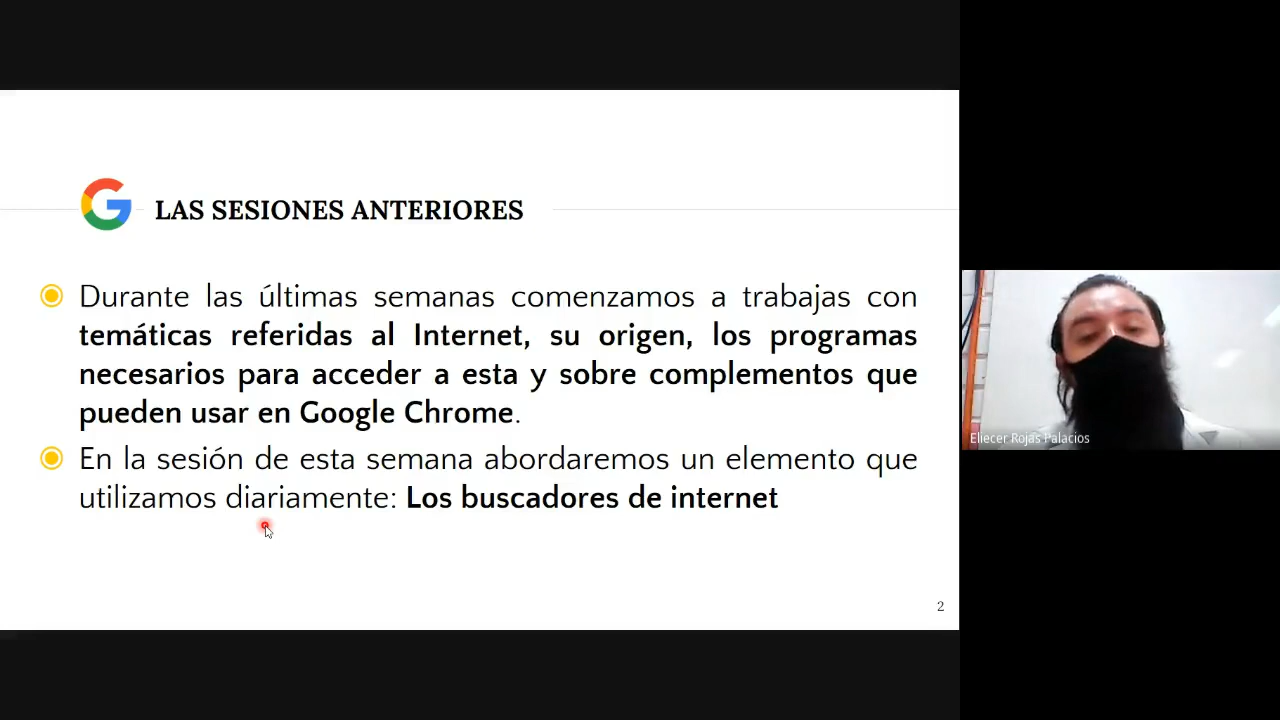 LAS SESIONES ANTERIORES
Durante las últimas semanas comenzamos a trabajas con
temáticas referidas al Internet, su origen, los programas
necesarios para acceder a esta y sobre complementos que
pueden usar en Google Chrome.
En la sesión de esta semana abordaremos un elemento que
utilizamos diariamente: Los buscadores de internet
2
Eliecer Rojas Palacios